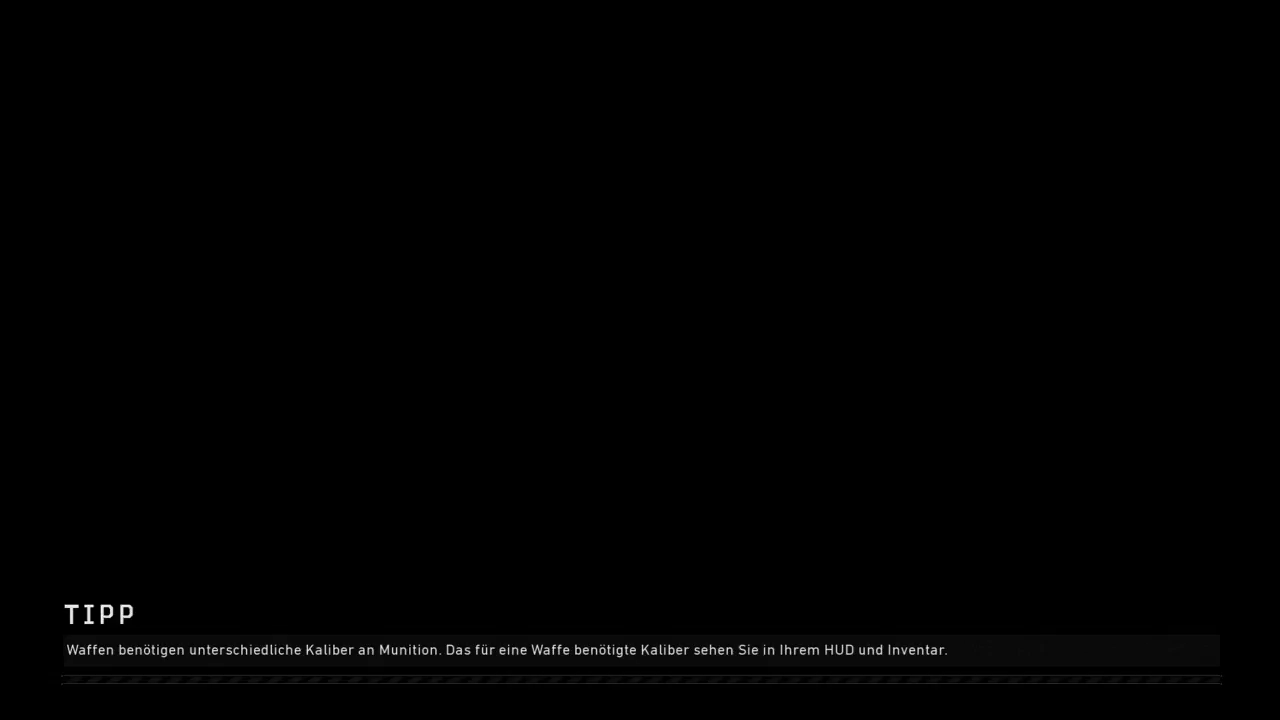 TIPP
Waffen benötigen unterschiedliche Kaliber an Munition. Das für eine Waffe benötigte Kaliber sehen Sie in Ihrem HUD und Inventar.